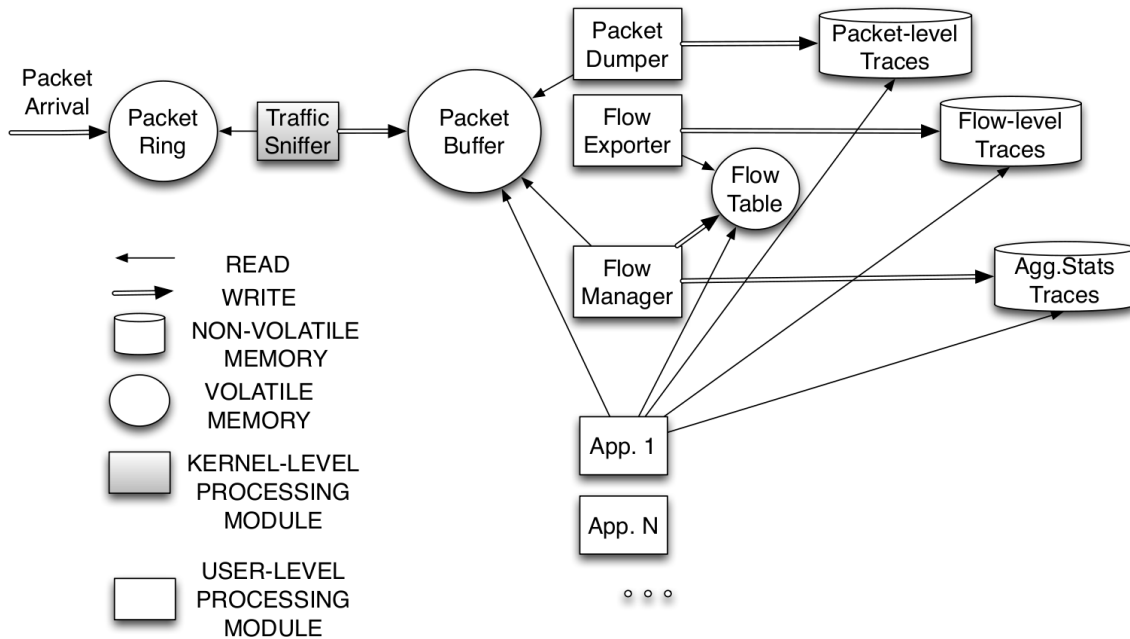 Packet
Arrival
Packet
Ring
Traffic
Sniffer
Packet
Buffer
Packet
Dumper
Packet-level
Traces
Flow
Exporter
Flow-level
Traces
Flow
Table
Flow
Manager
Agg.Stats
Traces
App. 1
App. N
READ
WRITE
NON-VOLATILE
MEMORY
VOLATILE
MEMORY
KERNEL-LEVEL
PROCESSING
MODULE
USER-LEVEL
PROCESSING
MODULE